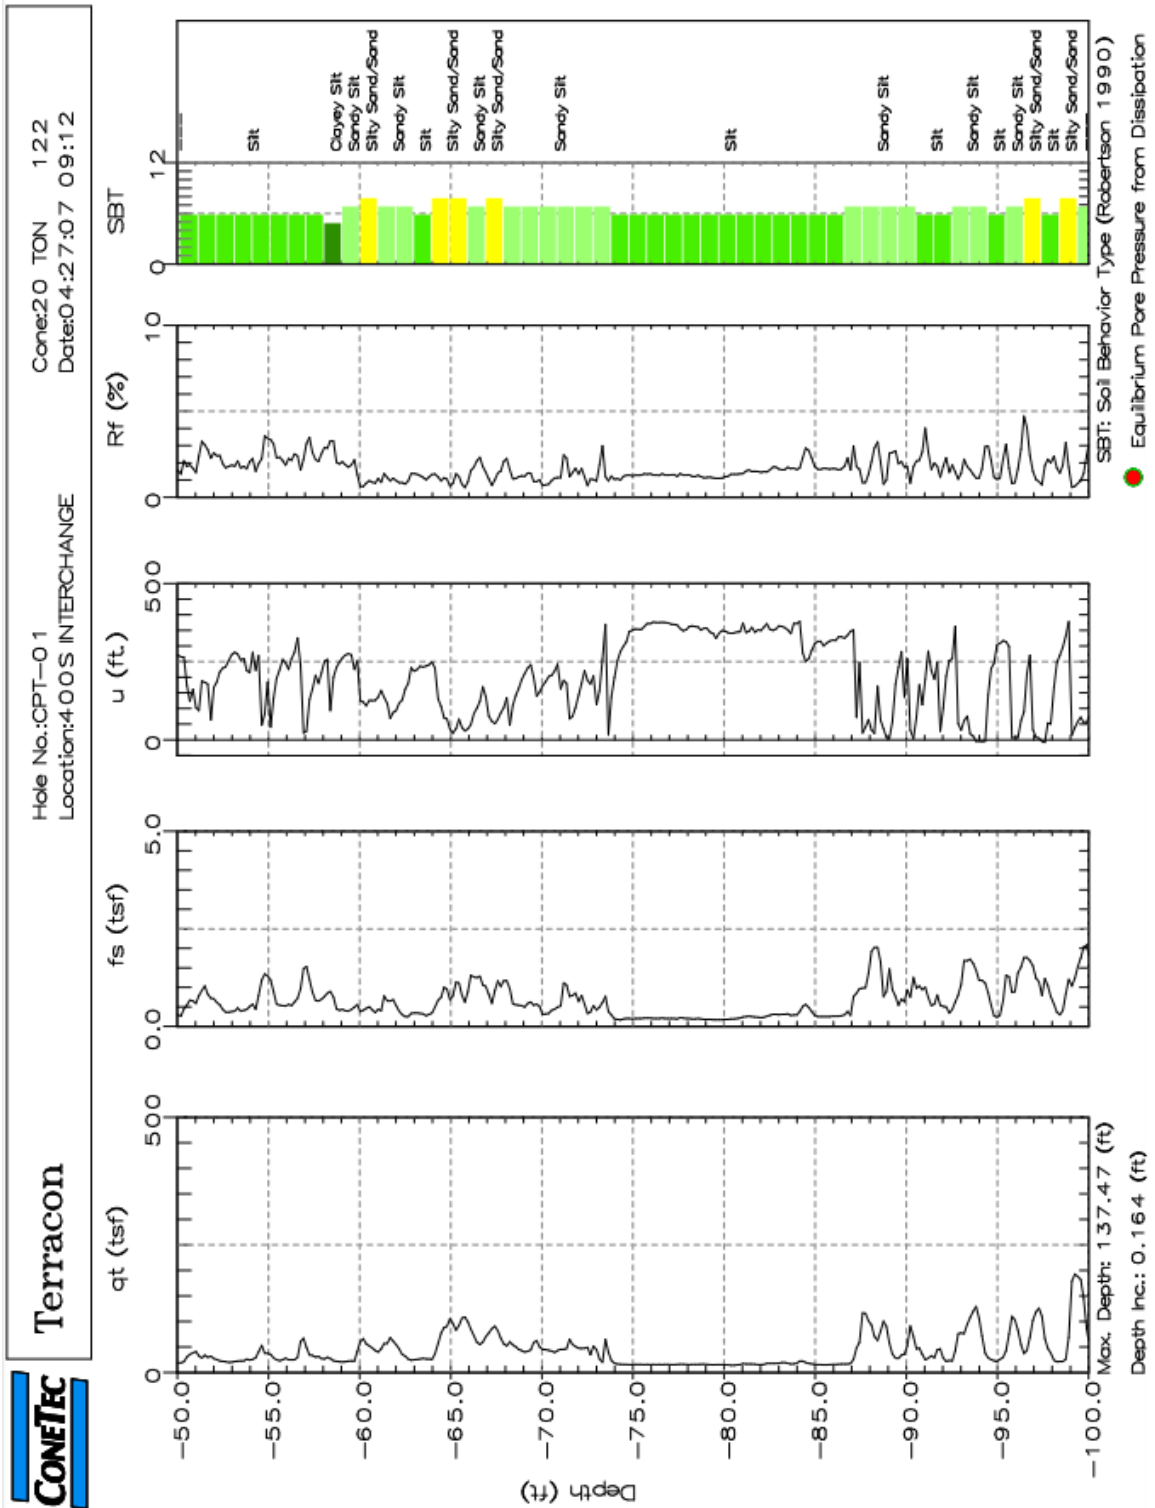 CONETEC
Terracon
Hole No.:CPT-01
Location:400S INTERCHANGE
Cone:20 TON 122
Date:04:27:07 09:12
qt (tsf)
fs (tsf)
u (ft.)
Rf (%)
SBT
0
500
.0
5.0
0
500
0
10
0
12
Depth (ft)
-50.0
-55.0
-60.0
-65.0
-70.0
-75.0
-80.0
-85.0
-90.0
-95.0
-100.0
Silt
Clayey Silt
Sandy Silt
Silty Sand/Sand
Sandy Silt
Silt
Silty Sand/Sand
Sandy Silt
Silty Sand/Sand
Sandy Silt
Silt
Sandy Silt
Silt
Sandy Silt
Silt
Sandy Silt
Silty Sand/Sand
Silt
Silty Sand/Sand
Max. Depth: 137.47 (ft)
Depth Inc.: 0.164 (ft)
SBT: Soil Behavior Type (Robertson 1990)
Equilibrium Pore Pressure from Dissipation